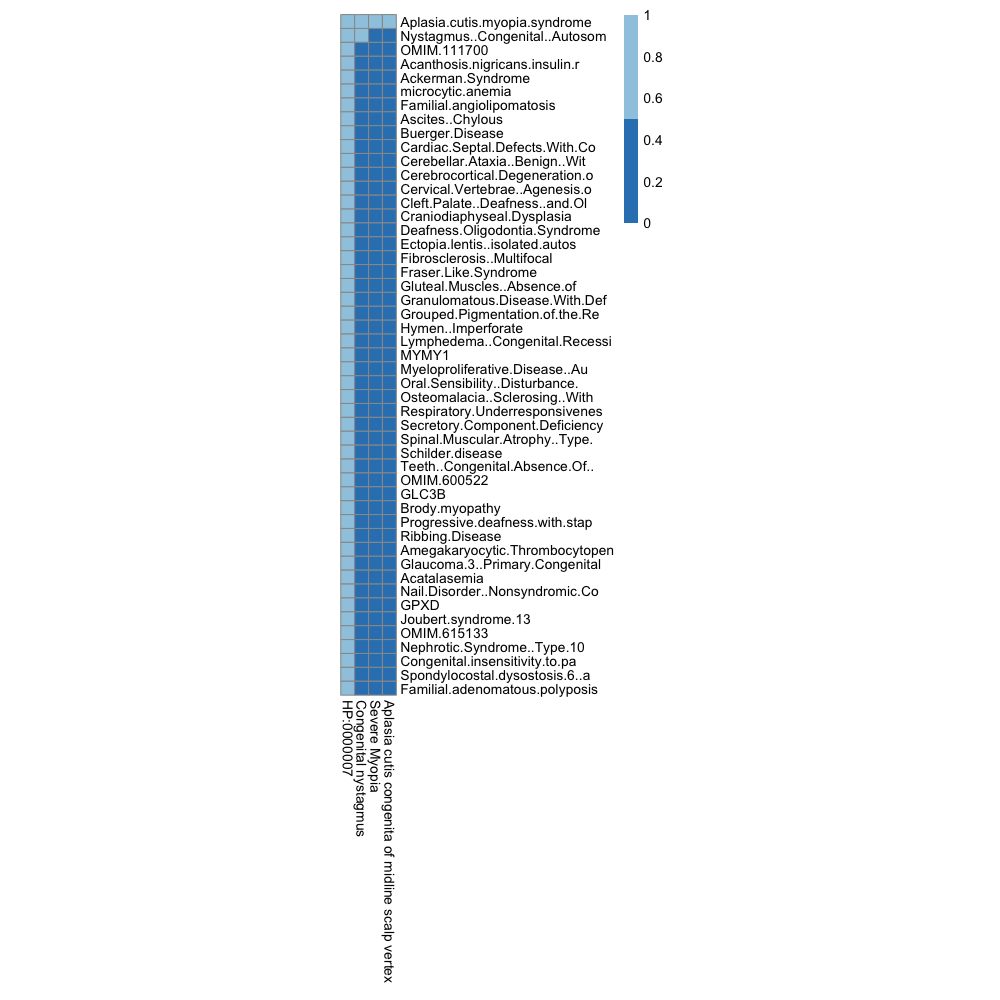 Aplasia.cutis.myopia.syndrome
Nystagmus..Congenital..Autosom
OMIM.111700
Acanthosis.nigricans.insulin.r
Ackerman.Syndrome
microcytic.anemia
Familial.angiolipomatosis
Ascites..Chylous
Buerger.Disease
Cardiac.Septal.Defects.With.Co
Cerebellar.Ataxia..Benign..Wit
Cerebrocortical.Degeneration.o
Cervical.Vertebrae..Agenesis.o
Cleft.Palate..Deafness..and.Ol
Craniodiaphyseal.Dysplasia
Deafness.Oligodontia.Syndrome
Ectopia.lentis..isolated.autos
Fibrosclerosis..Multifocal
Fraser.Like.Syndrome
Gluteal.Muscles..Absence.of
Granulomatous.Disease.With.Def
Grouped.Pigmentation.of.the.Re
Hymen..Imperforate
Lymphedema..Congenital.Recessi
MYMY1
Myeloproliferative.Disease..Au
Oral.Sensibility..Disturbance.
Osteomalacia..Sclerosing..With
Respiratory.Underresponsivenes
Secretory.Component.Deficiency
Spinal.Muscular.Atrophy..Type.
Schilder.disease
Teeth..Congenital.Absence.Of..
OMIM.600522
GLC3B
Brody.myopathy
Progressive.deafness.with.stap
Ribbing.Disease
Amegakaryocytic.Thrombocytopen
Glaucoma.3..Primary.Congenital
Acatalasemia
Nail.Disorder..Nonsyndromic.Co
GPXD
Joubert.syndrome.13
OMIM.615133
Nephrotic.Syndrome..Type.10
Congenital.insensitivity.to.pa
Spondylocostal.dysostosis.6..a
Familial.adenomatous.polyposis
1
0.8
0.6
0.4
0.2
0
HP:0000007
Congenital nystagmus
Severe Myopia
Aplasia cutis congenita of midline scalp vertex